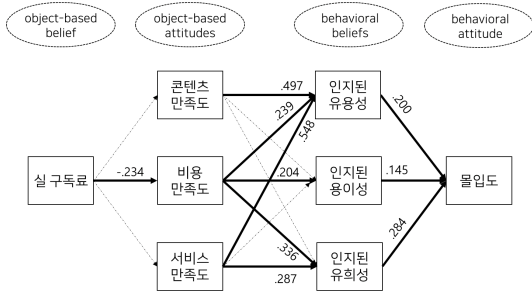 object-based
belief
object-based
attitudes
behavioral
beliefs
behavioral
attitude
콘텐츠
만족도
.497
인지된
유용성
.200
.239
.548
실 구독료
-.234
비용
만족도
.204
인지된
용이성
.145
몰입도
.336
.284
서비스
만족도
.287
인지된
유희성